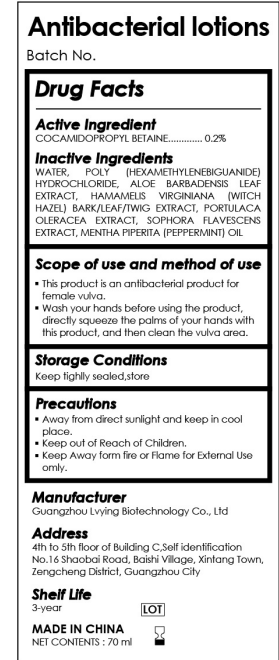 Antibacterial lotions
Batch No.
Drug Facts
Active Ingredient
COCAMIDOPROPYL BETAINE............. 0.2%
Inactive Ingredients
WATER, POLY (HEXAMETHYLENEBIGUANIDE)
HYDROCHLORIDE, ALOE BARBADENSIS LEAF
EXTRACT, HAMAMELIS VIRGINIANA (WITCH
HAZEL) BARK/LEAF/TWIG EXTRACT, PORTULACA
OLERACEA EXTRACT, SOPHORA FLAVESCENS
EXTRACT, MENTHA PIPERITA (PEPPERMINT) OIL
Scope of use and method of use
▪ This product is an antibacterial product for
female vulva.
▪ Wash your hands before using the product,
directly squeeze the palms of your hands with
this product, and then clean the vulva area.
Storage Conditions
Keep tighlly sealed,store
Precautions
▪ Away from direct sunlight and keep in cool
place.
▪ Keep out of Reach of Children.
▪ Keep Away form fire or Flame for External Use
omly.
Manufacturer
Guangzhou Lvying Biotechnology Co., Ltd
Address
4th to 5th floor of Building C,Self identification
No.16 Shaobai Road, Baishi Village, Xintang Town,
Zengcheng District, Guangzhou City
Shelf Life
3-year
LOT
MADE IN CHINA
NET CONTENTS : 70 ml